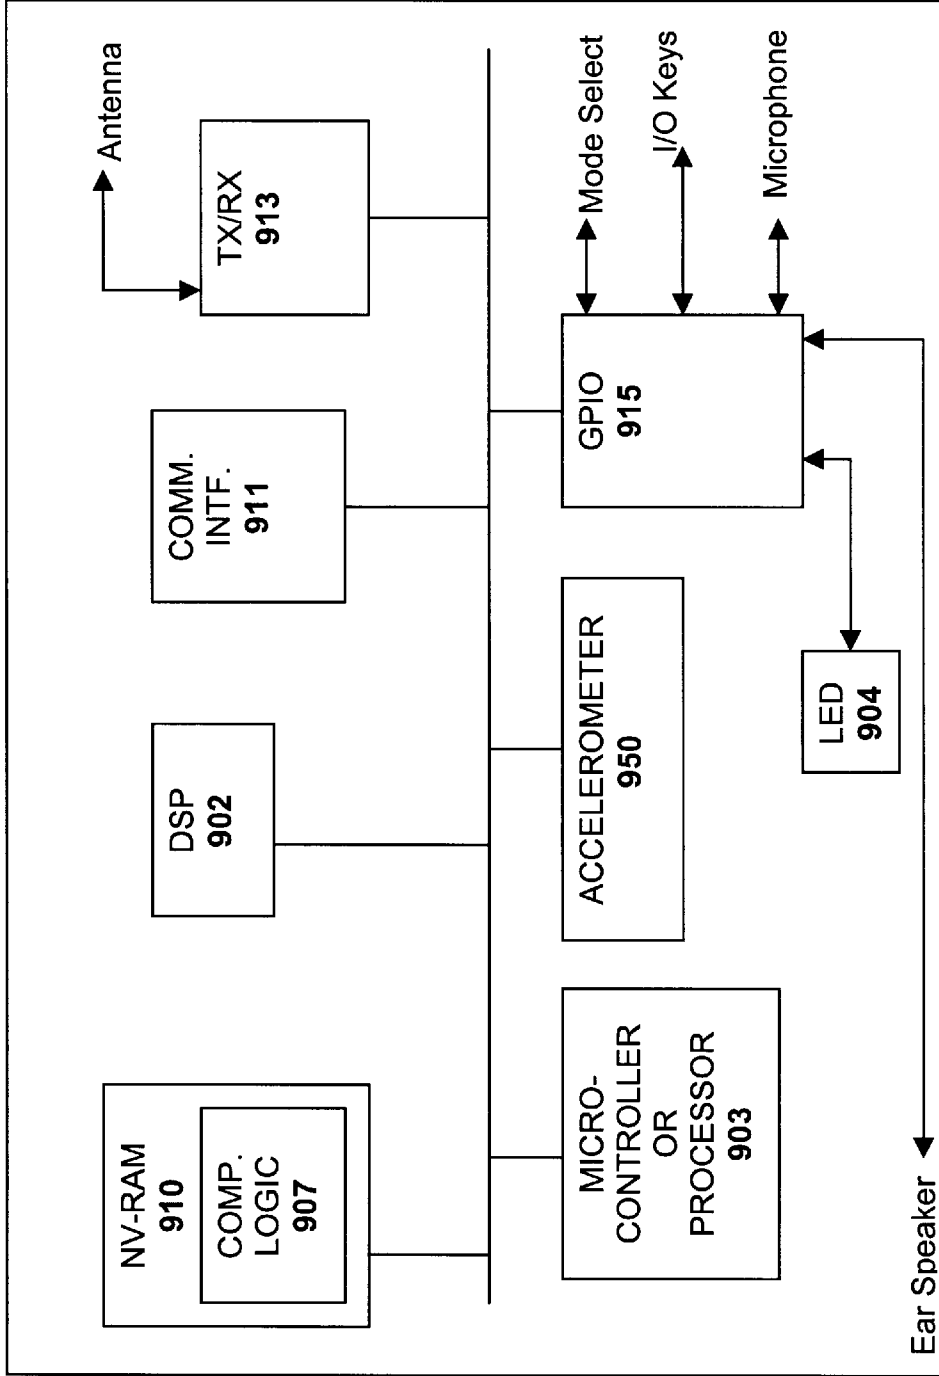 NV-RAM
910
COMP.
LOGIC
907
DSP
902
COMM.
INTF.
911
TX/RX
913
Antenna
MICRO-
CONTROLLER
OR
PROCESSOR
903
ACCELEROMETER
950
GPIO
915
Mode Select
I/O Keys
Microphone
LED
904
Ear Speaker